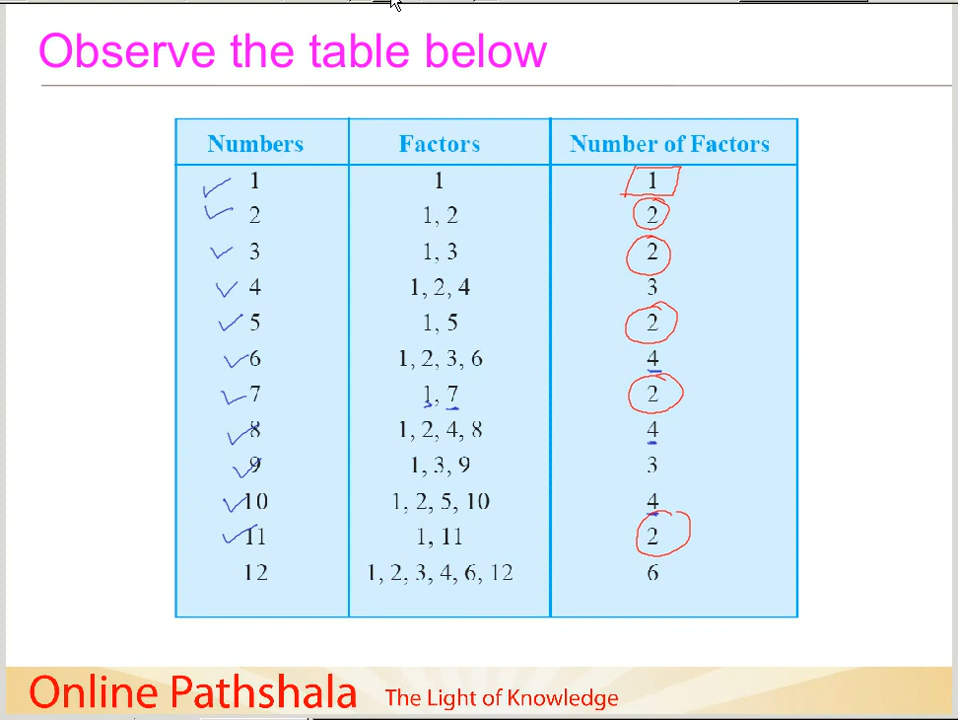 Observe the table below
Numbers Factors Number of Factors
1 1 1
2 1, 2 2
3 1, 3 2
4 1, 2, 4 3
5 1, 5 2
6 1, 2, 3, 6 4
7 1, 7 2
8 1, 2, 4, 8 4
9 1, 3, 9 3
10 1, 2, 5, 10 4
11 1, 11 2
12 1, 2, 3, 4, 6, 12 6
Online Pathshala The Light of Knowledge